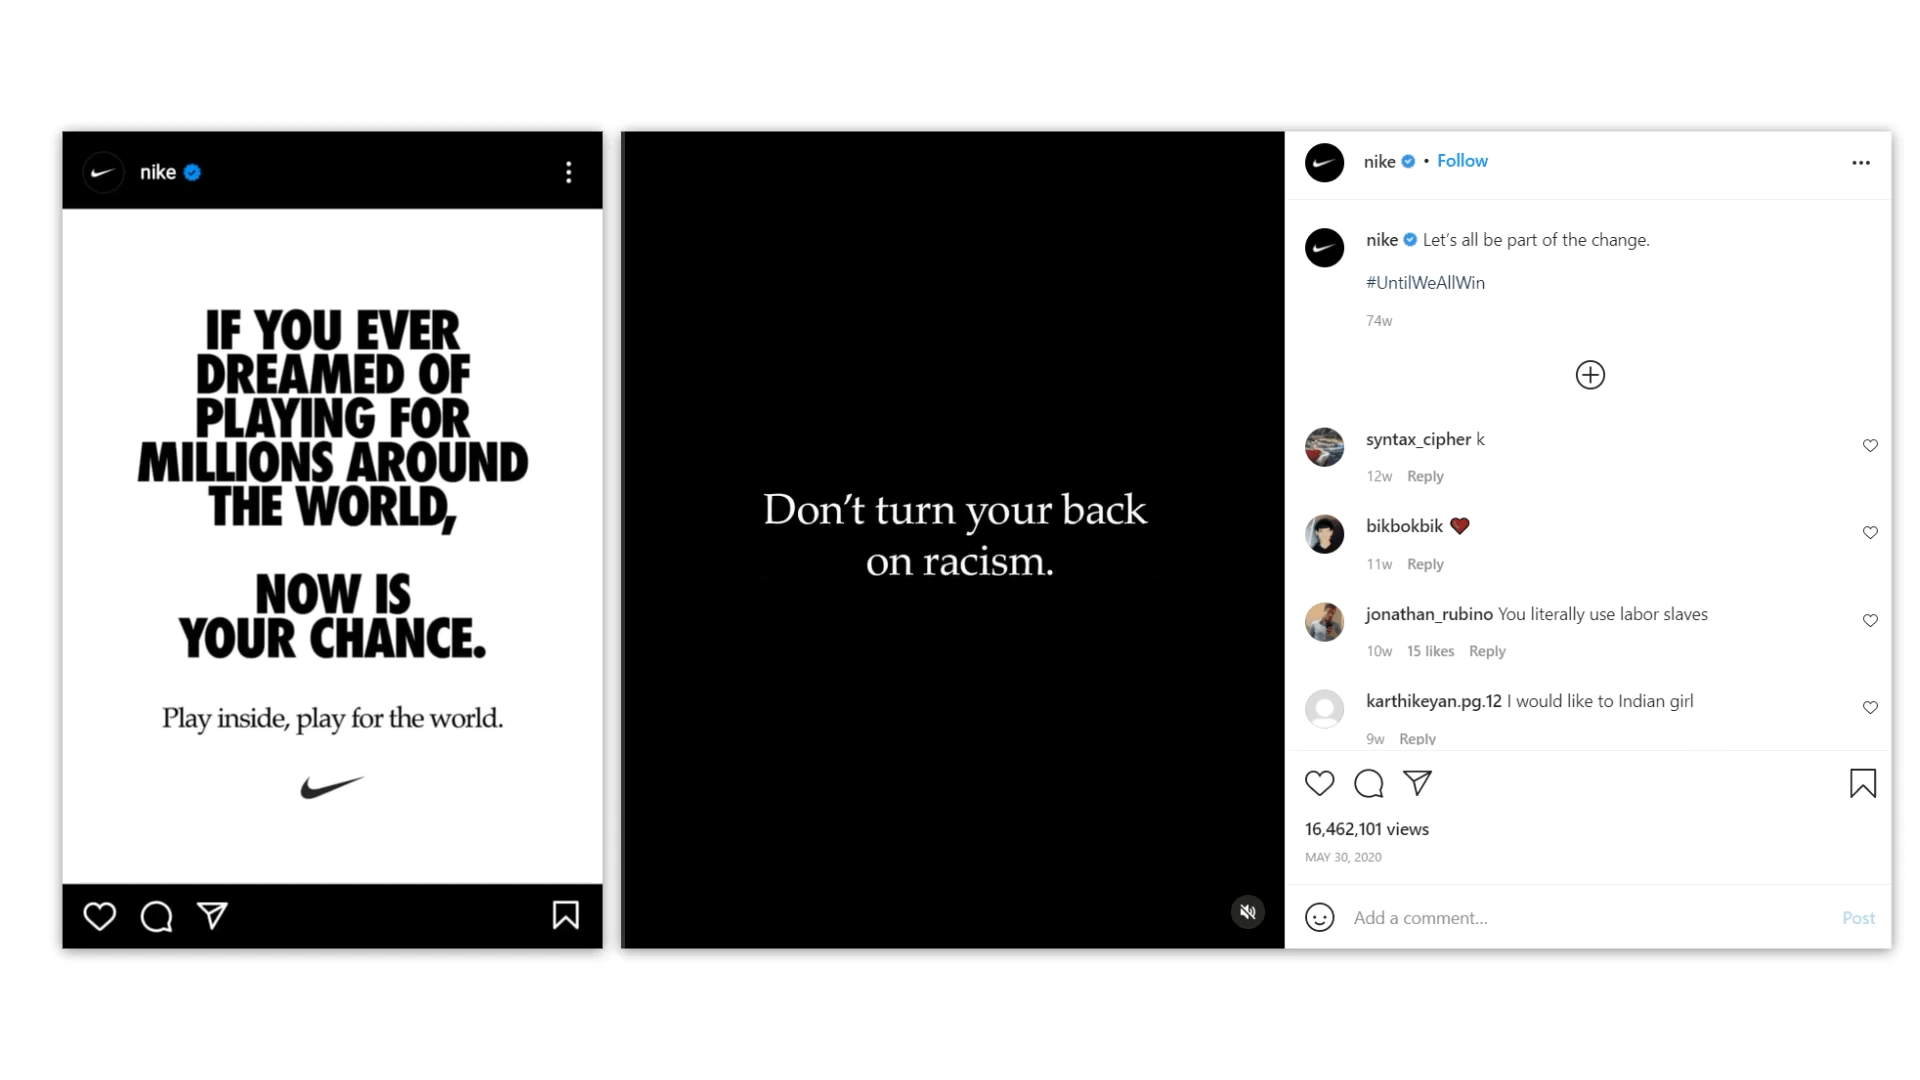 nike
IF YOU EVER
DREAMED OF
PLAYING FOR
MILLIONS AROUND
THE WORLD,
NOW IS
YOUR CHANCE.
Play inside, play for the world.
Don't turn your back
on racism.
nike • Follow
nike Let's all be part of the change.
#UntilWeAllWin
74w
syntax_cipher k
12w Reply
bikbokbik
11w Reply
jonathan_rubino You literally use labor slaves
10w 15 likes Reply
karthikeyan.pg.12 I would like to Indian girl
9w Reply
16,462,101 views
MAY 30, 2020
Add a comment... Post